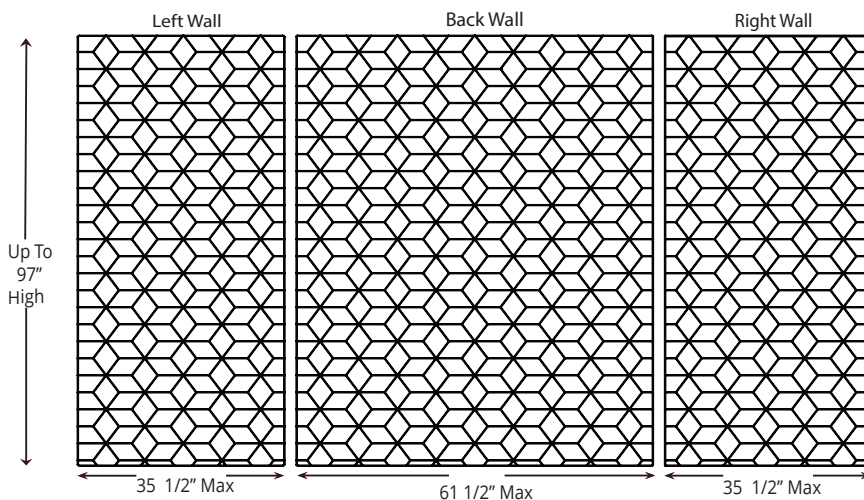 Left Wall
Back Wall
Right Wall
Up To
97”
High
35 1/2” Max
61 1/2” Max
35 1/2” Max